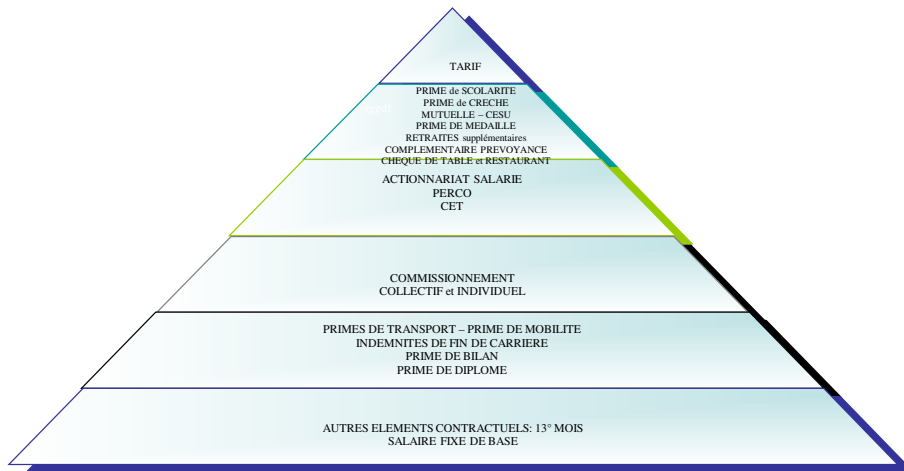 TARIF
PRIME de SCOLARITE
PRIME de CRECHE
MUTUELLE – CESU
PRIME DE MEDAILLE
RETRAITES supplémentaires
COMPLEMENTAIRE PREVOYANCE
CHEQUE DE TABLE et RESTAURANT
ACTIONNARIAT SALARIE
PERCO
CET
COMMISSIONNEMENT
COLLECTIF et INDIVIDUEL
PRIMES DE TRANSPORT – PRIME DE MOBILITE
INDEMNITES DE FIN DE CARRIERE
PRIME DE BILAN
PRIME DE DIPLOME
AUTRES ELEMENTS CONTRACTUELS: 13° MOIS
SALAIRE FIXE DE BASE